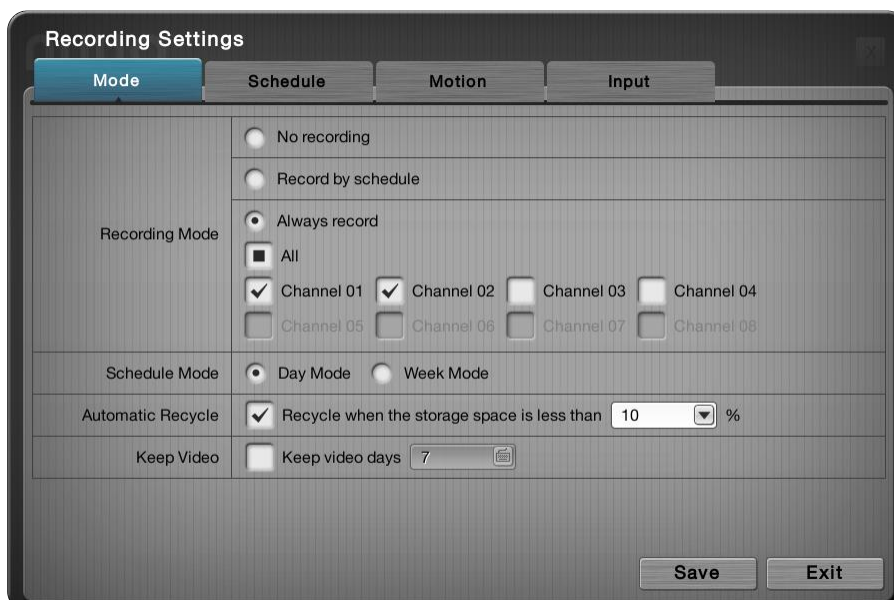 Recording Settings
Mode Schedule Motion Input
No recording
Record by schedule
Recording Mode
Always record
All
Channel 01 Channel 02 Channel 03 Channel 04
Channel 05 Channel 06 Channel 07 Channel 08
Schedule Mode Day Mode Week Mode
Automatic Recycle Recycle when the storage space is less than 10 %
Keep Video Keep video days 7
Save Exit